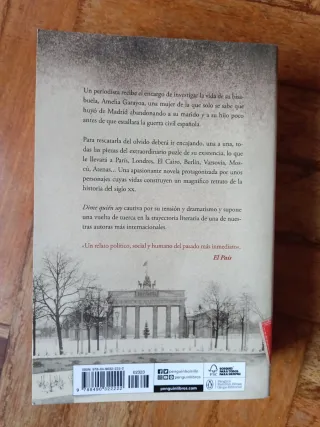 Un periodista recibe el encargo de investigar la vida de su bisa-
buela, Amelia Garayoa, una mujer de la que solo se sabe que
huyó de Madrid abandonando a su marido y a su hijo poco
antes de que estallara la guerra civil española.
Para rescatarla del olvido deberá ir encajando, una a una, to-
das las piezas del extraordinario puzle de su existencia, lo que
le llevará a París, Londres, El Cairo, Berlín, Varsovia, Mos-
cú, Atenas... Una apasionante novela protagonizada por unos
personajes cuyas vidas construyen un magnífico retrato de la
historia del siglo XX.
Dime quién soy cautiva por su tensión y dramatismo y supone
una vuelta de tuerca en la trayectoria literaria de una de nues-
tras autoras más internacionales.
«Un relato político, social y humano del pasado más inmediato».
El País
penguinlibros.com